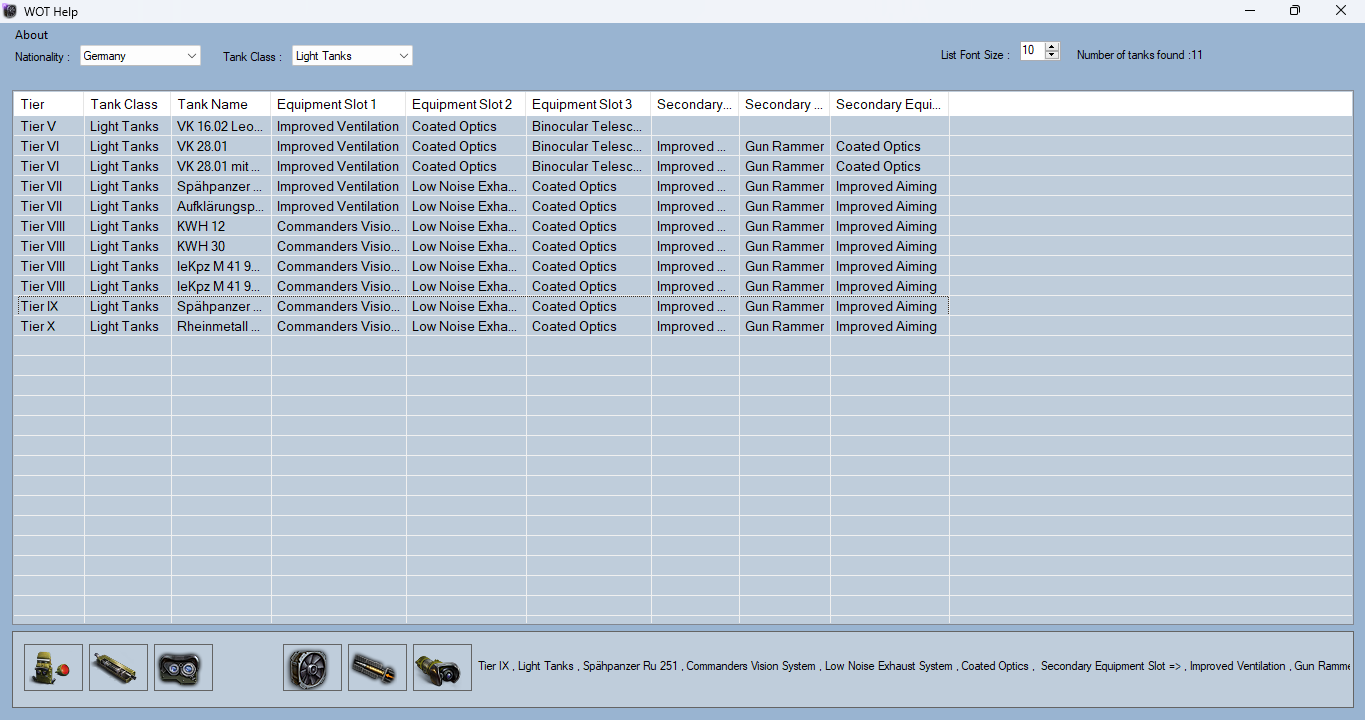 WOT Help
About
Nationality : Germany Tank Class : Light Tanks List Font Size : 10 Number of tanks found :11
Tier Tank Class Tank Name Equipment Slot 1 Equipment Slot 2 Equipment Slot 3 Secondary... Secondary ... Secondary Equi...
Tier V Light Tanks VK 16.02 Leo... Improved Ventilation Coated Optics Binocular Telesc...
Tier VI Light Tanks VK 28.01 Improved Ventilation Coated Optics Binocular Telesc... Improved ... Gun Rammer Coated Optics
Tier VI Light Tanks VK 28.01 mit ... Improved Ventilation Coated Optics Binocular Telesc... Improved ... Gun Rammer Coated Optics
Tier VII Light Tanks Spähpanzer ... Improved Ventilation Low Noise Exha... Coated Optics Improved ... Gun Rammer Improved Aiming
Tier VII Light Tanks Aufklärungsp... Improved Ventilation Low Noise Exha... Coated Optics Improved ... Gun Rammer Improved Aiming
Tier VIII Light Tanks KWH 12 Commanders Visio... Low Noise Exha... Coated Optics Improved ... Gun Rammer Improved Aiming
Tier VIII Light Tanks KWH 30 Commanders Visio... Low Noise Exha... Coated Optics Improved ... Gun Rammer Improved Aiming
Tier VIII Light Tanks leKpz M 41 9... Commanders Visio... Low Noise Exha... Coated Optics Improved ... Gun Rammer Improved Aiming
Tier VIII Light Tanks leKpz M 41 9... Commanders Visio... Low Noise Exha... Coated Optics Improved ... Gun Rammer Improved Aiming
Tier IX Light Tanks Spähpanzer ... Commanders Visio... Low Noise Exha... Coated Optics Improved ... Gun Rammer Improved Aiming
Tier X Light Tanks Rheinmetall ... Commanders Visio... Low Noise Exha... Coated Optics Improved ... Gun Rammer Improved Aiming
Tier IX , Light Tanks , Spähpanzer Ru 251 , Commanders Vision System , Low Noise Exhaust System , Coated Optics , Secondary Equipment Slot => , Improved Ventilation , Gun Ramme